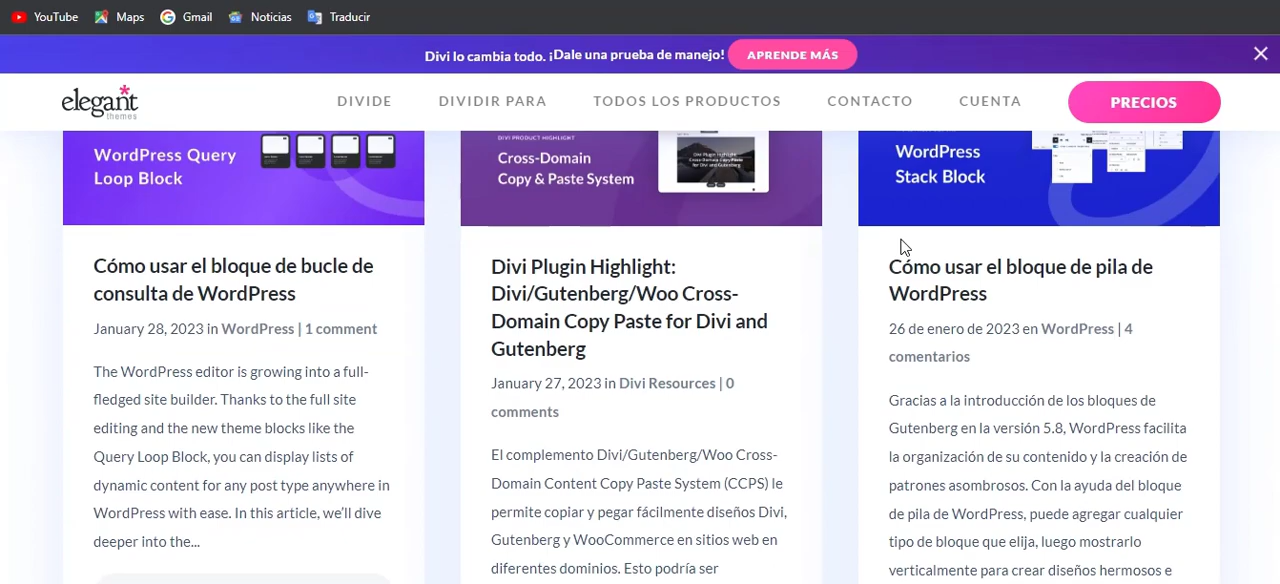 YouTube Maps Gmail Noticias Traducir
Divi lo cambia todo. ¡Dale una prueba de manejo! APRENDE MÁS
elegant themes DIVIDE DIVIDIR PARA TODOS LOS PRODUCTOS CONTACTO CUENTA PRECIOS
WordPress Query
Loop Block
DIVI PRODUCT HIGHLIGHT
Cross-Domain
Copy & Paste System
WordPress
Stack Block
Cómo usar el bloque de bucle de
consulta de WordPress
January 28, 2023 in WordPress | 1 comment
The WordPress editor is growing into a full-
fledged site builder. Thanks to the full site
editing and the new theme blocks like the
Query Loop Block, you can display lists of
dynamic content for any post type anywhere in
WordPress with ease. In this article, we'll dive
deeper into the...
Divi Plugin Highlight:
Divi/Gutenberg/Woo Cross-
Domain Copy Paste for Divi and
Gutenberg
January 27, 2023 in Divi Resources | 0
comments
El complemento Divi/Gutenberg/Woo Cross-
Domain Content Copy Paste System (CCPS) le
permite copiar y pegar fácilmente diseños Divi,
Gutenberg y WooCommerce en sitios web en
diferentes dominios. Esto podría ser
Cómo usar el bloque de pila de
WordPress
26 de enero de 2023 en WordPress | 4
comentarios
Gracias a la introducción de los bloques de
Gutenberg en la versión 5.8, WordPress facilita
la organización de su contenido y la creación de
patrones asombrosos. Con la ayuda del bloque
de pila de WordPress, puede agregar cualquier
tipo de bloque que elija, luego mostrarlo
verticalmente para crear diseños hermosos e